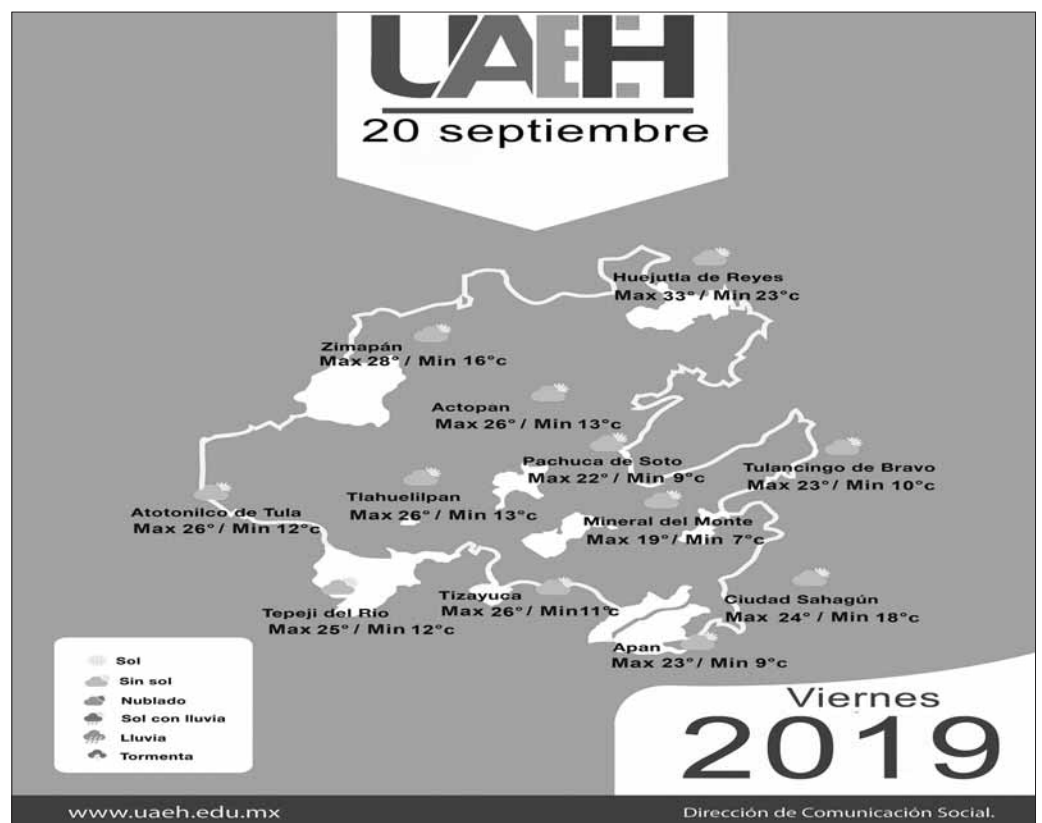 UAEH
20 septiembre
Huejutla de Reyes
Max 33° / Min 23°c
Zimapán
Max 28° / Min 16°c
Actopan
Max 26° / Min 13°c
Pachuca de Soto
Max 22° / Min 9°c
Tulancingo de Bravo
Max 23° / Min 10°c
Tlahuelilpan
Max 26° / Min 13°c
Atotonilco de Tula
Max 26° / Min 12°c
Mineral del Monte
Max 19° / Min 7°c
Tizayuca
Max 26° / Min11°c
Ciudad Sahagún
Max 24° / Min 18°c
Tepeji del Río
Max 25° / Min 12°c
Apan
Max 23° / Min 9°c
Sol
Sin sol
Nublado
Sol con lluvia
Lluvia
Tormenta
Viernes
2019
www.uaeh.edu.mx
Dirección de Comunicación Social.